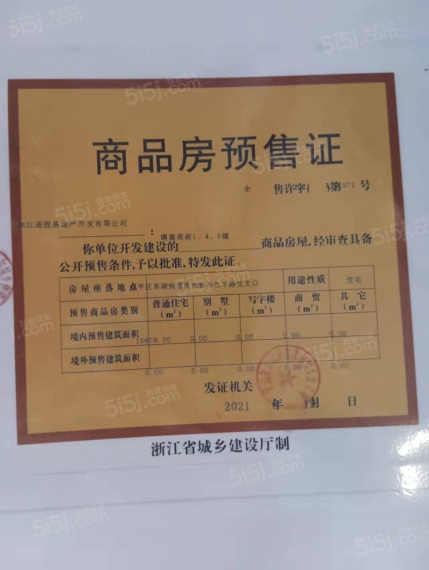 商品房预售证
售许字( )第 号
房地产开发有限公司
:
你单位开发建设的 商品房屋,经审查具备
公开预售条件,予以批准,特发此证。
房屋座落地点 用途性质 住宅
预售商品房类别 普通住宅(m²) 别墅(m²) 写字楼(m²) 商贸(m²) 其它(m²)
境内预售建筑面积 0.00 0.00 0.00 0.00
境外预售建筑面积 0.00 0.00 0.00 0.00 0.00
发证机关
2021 年 月 日
浙江省城乡建设厅制
5i5j.com
我爱我家